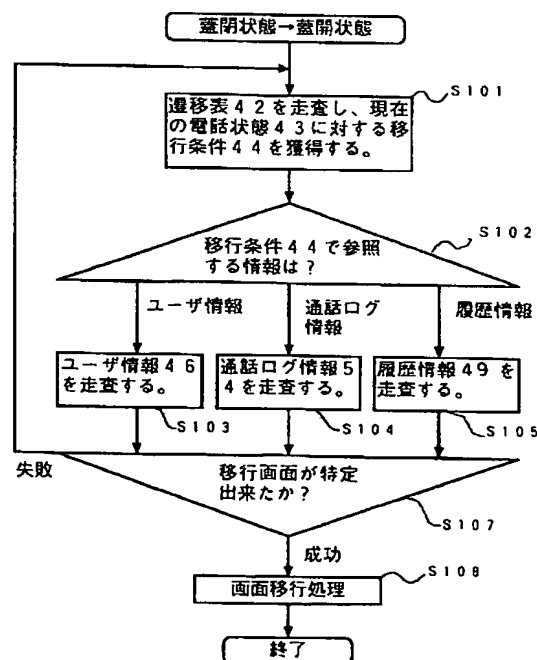 蓋閉状態→蓋開状態
S101
遷移表42を走査し、現在
の電話状態43に対する移
行条件44を獲得する。
S102
移行条件44で参照
する情報は?
ユーザ情報
通話ログ
情報
履歴情報
ユーザ情報46
を走査する。
通話ログ情報5
4を走査する。
履歴情報49を
走査する。
S103
S104
S105
失敗
移行画面が特定
出来たか?
S107
成功
S108
画面移行処理
終了